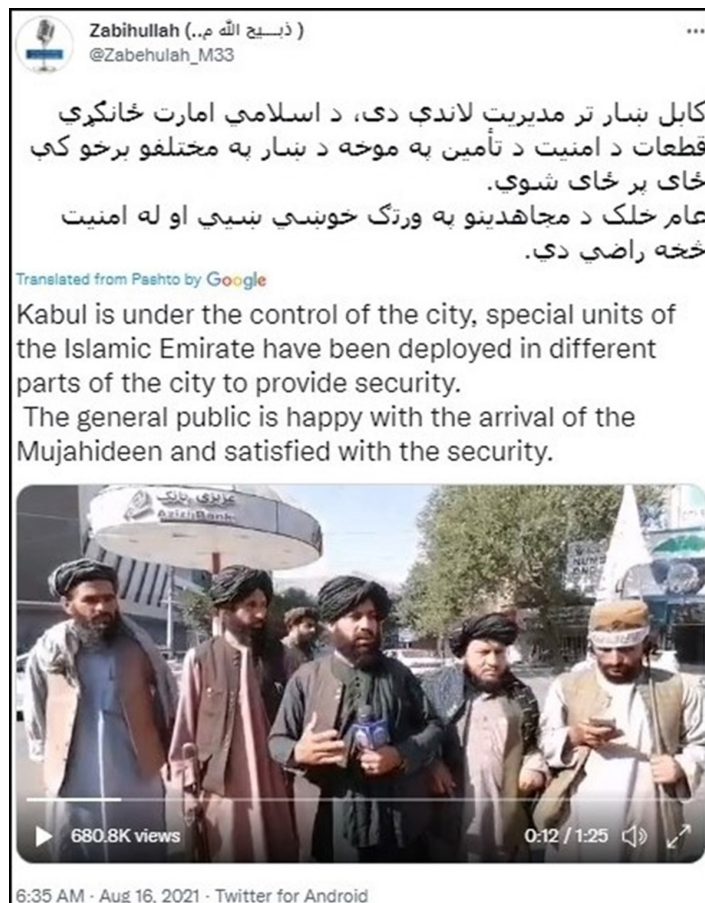 Zabihullah (..ذبـــیح الله م )
@Zabehulah_M33
کابل ښار تر مدیریت لاندې دی، د اسلامي امارت ځانګړي
قطعات د امنیت د تأمین په موخه د ښار په مختلفو برخو کې
ځای پر ځای شوي.
عام خلک د مجاهدینو په ورتګ خوښي ښیي او له امنیت
څخه راضي دي.
Translated from Pashto by Google
Kabul is under the control of the city, special units of
the Islamic Emirate have been deployed in different
parts of the city to provide security.
The general public is happy with the arrival of the
Mujahideen and satisfied with the security.
عزیزی بانک
AziziBank
680.8K views
0:12 / 1:25
6:35 AM · Aug 16, 2021 · Twitter for Android